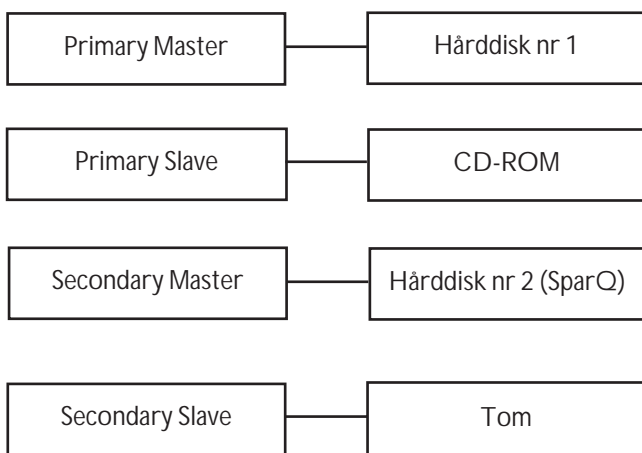 Primary Master
Hårddisk nr 1
Primary Slave
CD-ROM
Secondary Master
Hårddisk nr 2 (SparQ)
Secondary Slave
Tom